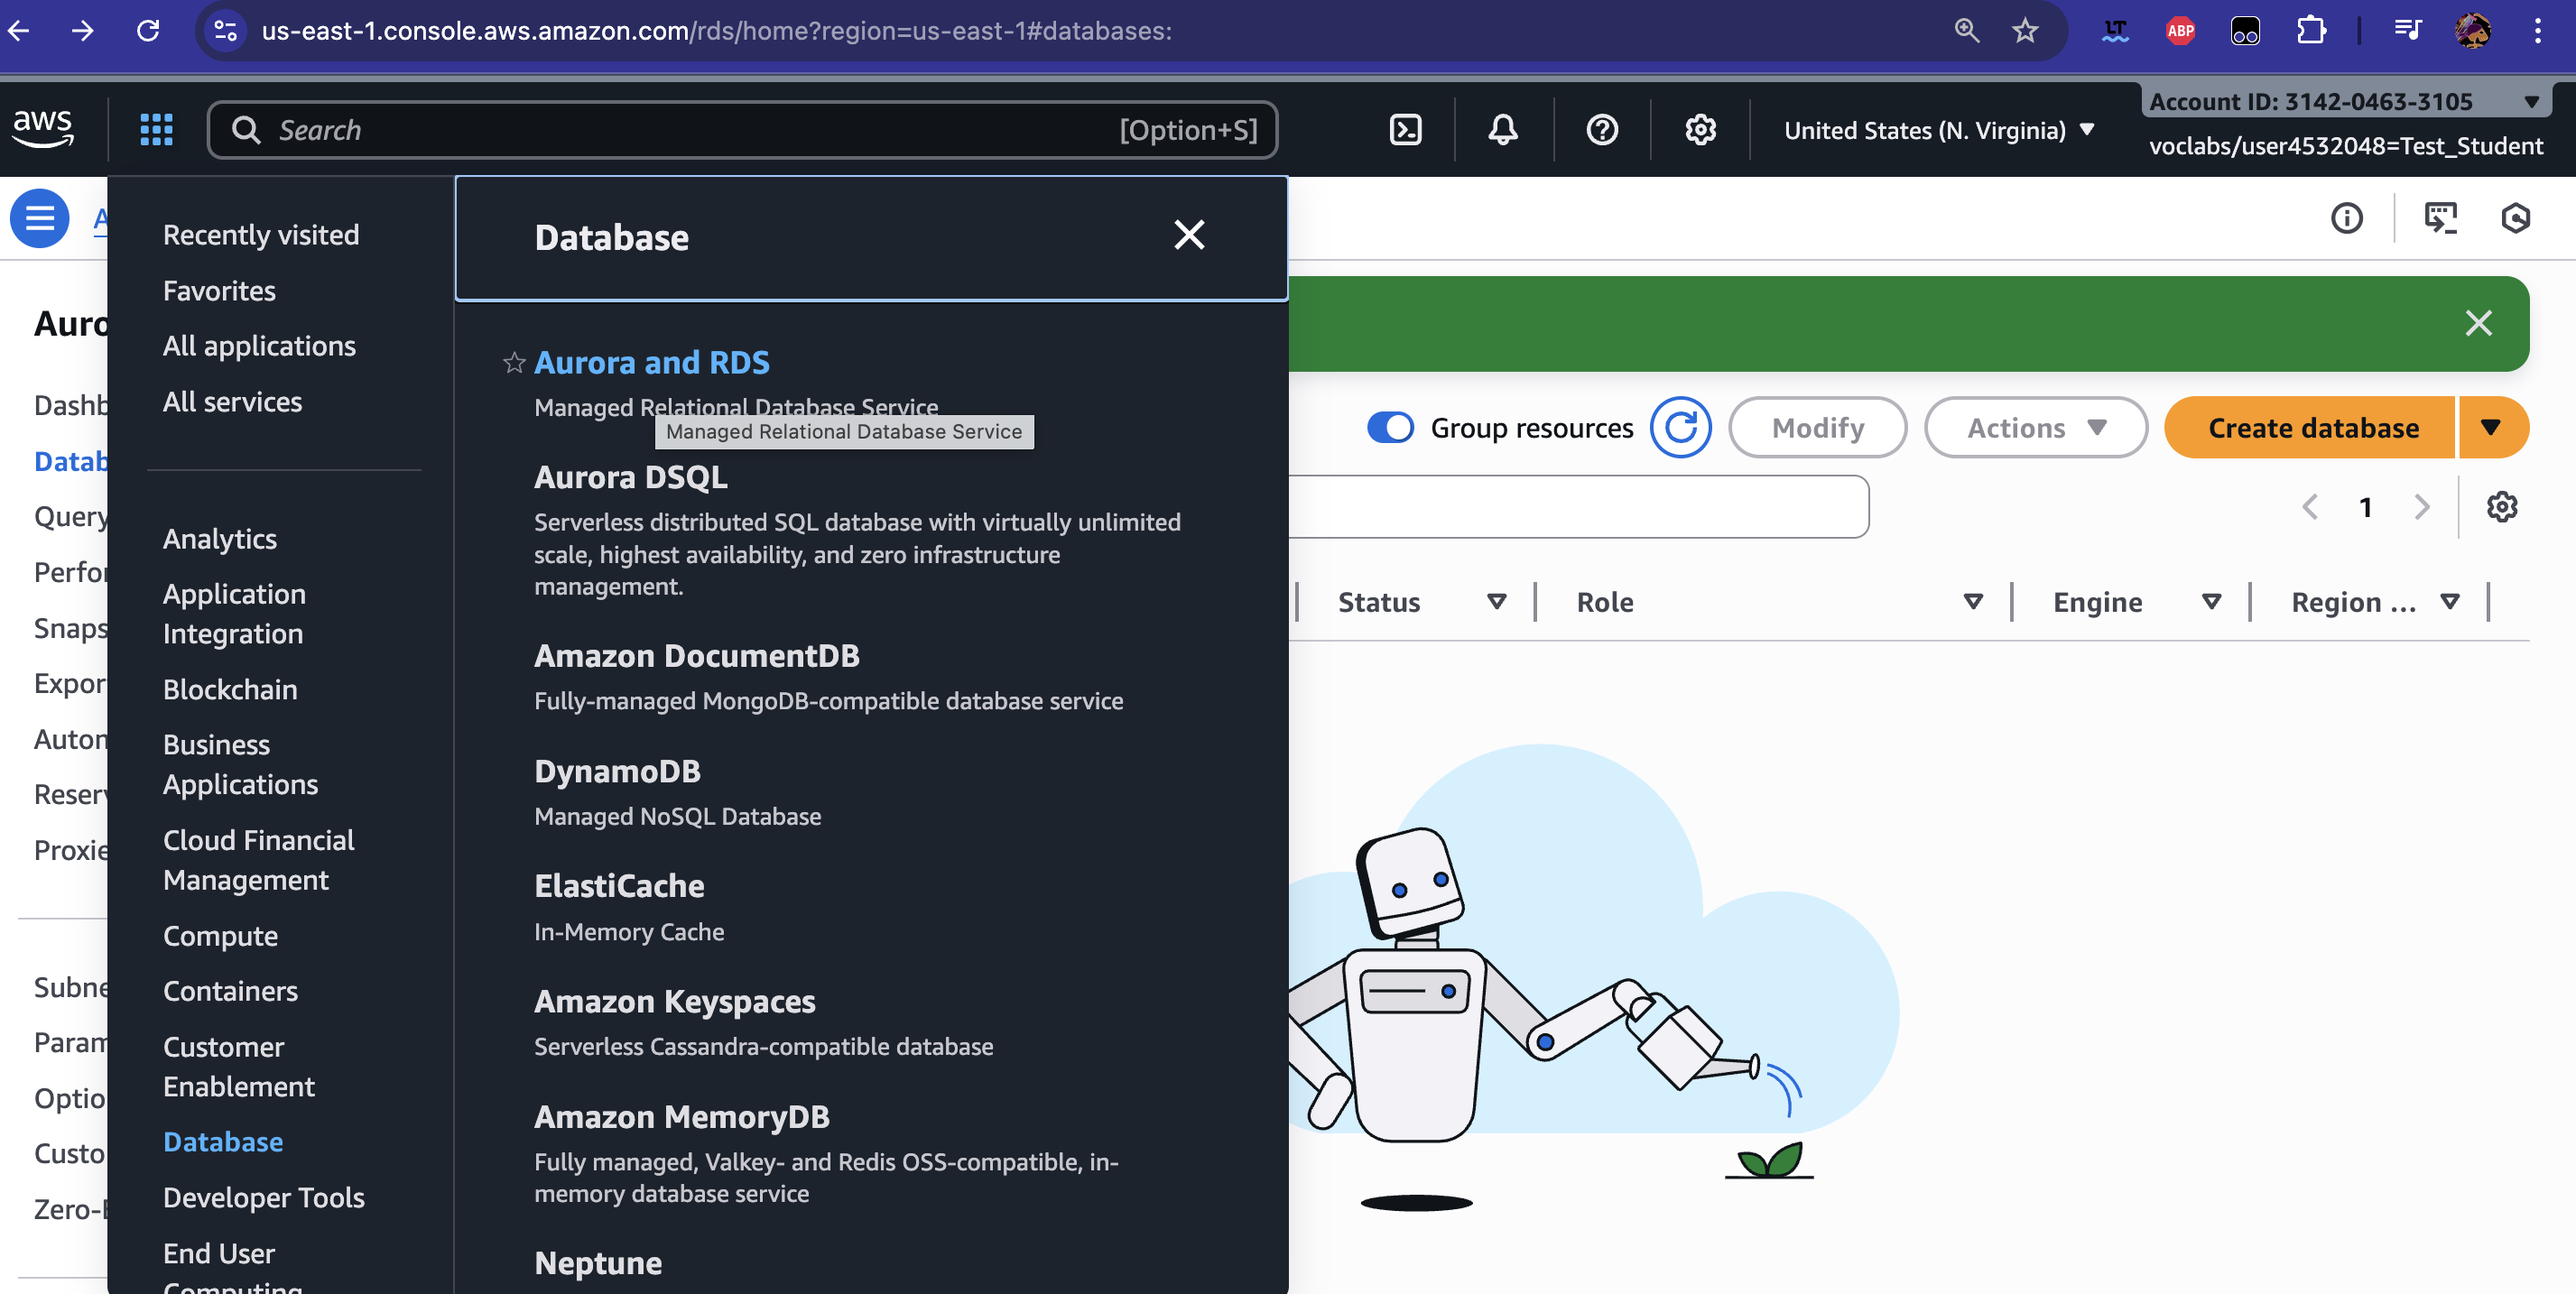 us-east-1.console.aws.amazon.com/rds/home?region=us-east-1#databases:
LT
ABP
aws
Search
[Option+S]
United States (N. Virginia)
Account ID: 3142-0463-3105
voclabs/user4532048=Test_Student
Recently visited
Favorites
All applications
All services
Analytics
Application
Integration
Blockchain
Business
Applications
Cloud Financial
Management
Compute
Containers
Customer
Enablement
Database
Developer Tools
End User
Computing
Database
Aurora and RDS
Managed Relational Database Service
Managed Relational Database Service
Aurora DSQL
Serverless distributed SQL database with virtually unlimited
scale, highest availability, and zero infrastructure
management.
Amazon DocumentDB
Fully-managed MongoDB-compatible database service
DynamoDB
Managed NoSQL Database
ElastiCache
In-Memory Cache
Amazon Keyspaces
Serverless Cassandra-compatible database
Amazon MemoryDB
Fully managed, Valkey- and Redis OSS-compatible, in-
memory database service
Neptune
A
Auro
Dashb
Datab
Query
Perfor
Snaps
Expor
Autom
Reserv
Proxie
Subne
Param
Optio
Custo
Zero-E
Group resources
Modify
Actions
Create database
1
Status
Role
Engine
Region ...